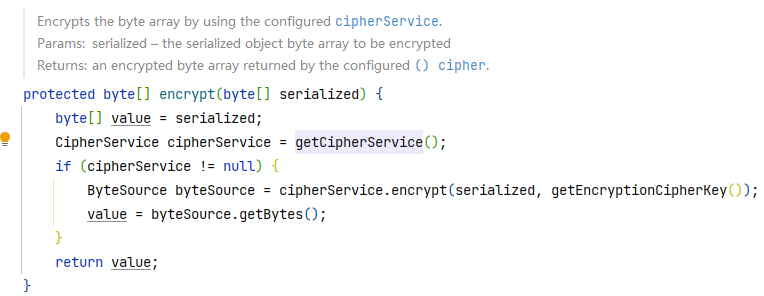 Encrypts the byte array by using the configured cipherService.
Params: serialized – the serialized object byte array to be encrypted
Returns: an encrypted byte array returned by the configured () cipher.
protected byte[] encrypt(byte[] serialized) {
    byte[] value = serialized;
    CipherService cipherService = getCipherService();
    if (cipherService != null) {
        ByteSource byteSource = cipherService.encrypt(serialized, getEncryptionCipherKey());
        value = byteSource.getBytes();
    }
    return value;
}